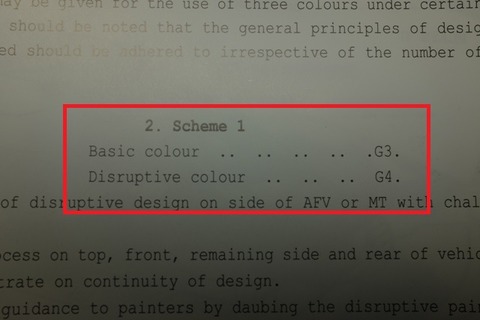 may be given for the use of three colours under certain
should be noted that the general principles of desig
ed should be adhered to irrespective of the number of
2. Scheme 1
Basic colour .. .. .. .. .G3.
Disruptive colour .. .. .. G4.
of disruptive design on side of AFV or MT with chal
ocess on top, front, remaining side and rear of vehic
trate on continuity of design.
guidance to painters by daubing the disruptive pai